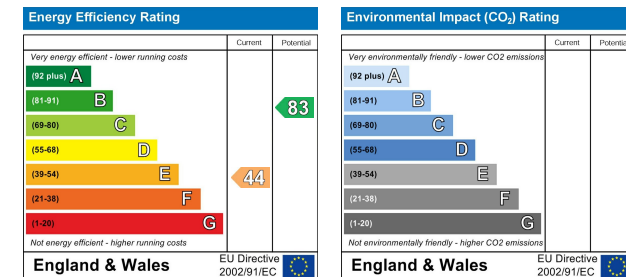 Energy Efficiency Rating
Current Potential
Very energy efficient - lower running costs
(92 plus) A
(81-91) B
83
(69-80) C
(55-68) D
(39-54) E
44
(21-38) F
(1-20) G
Not energy efficient - higher running costs
England & Wales
EU Directive
2002/91/EC
Environmental Impact (CO₂) Rating
Current Potential
Very environmentally friendly - lower CO2 emissions
(92 plus) A
(81-91) B
(69-80) C
(55-68) D
(39-54) E
(21-38) F
(1-20) G
Not environmentally friendly - higher CO2 emissions
England & Wales
EU Directive
2002/91/EC